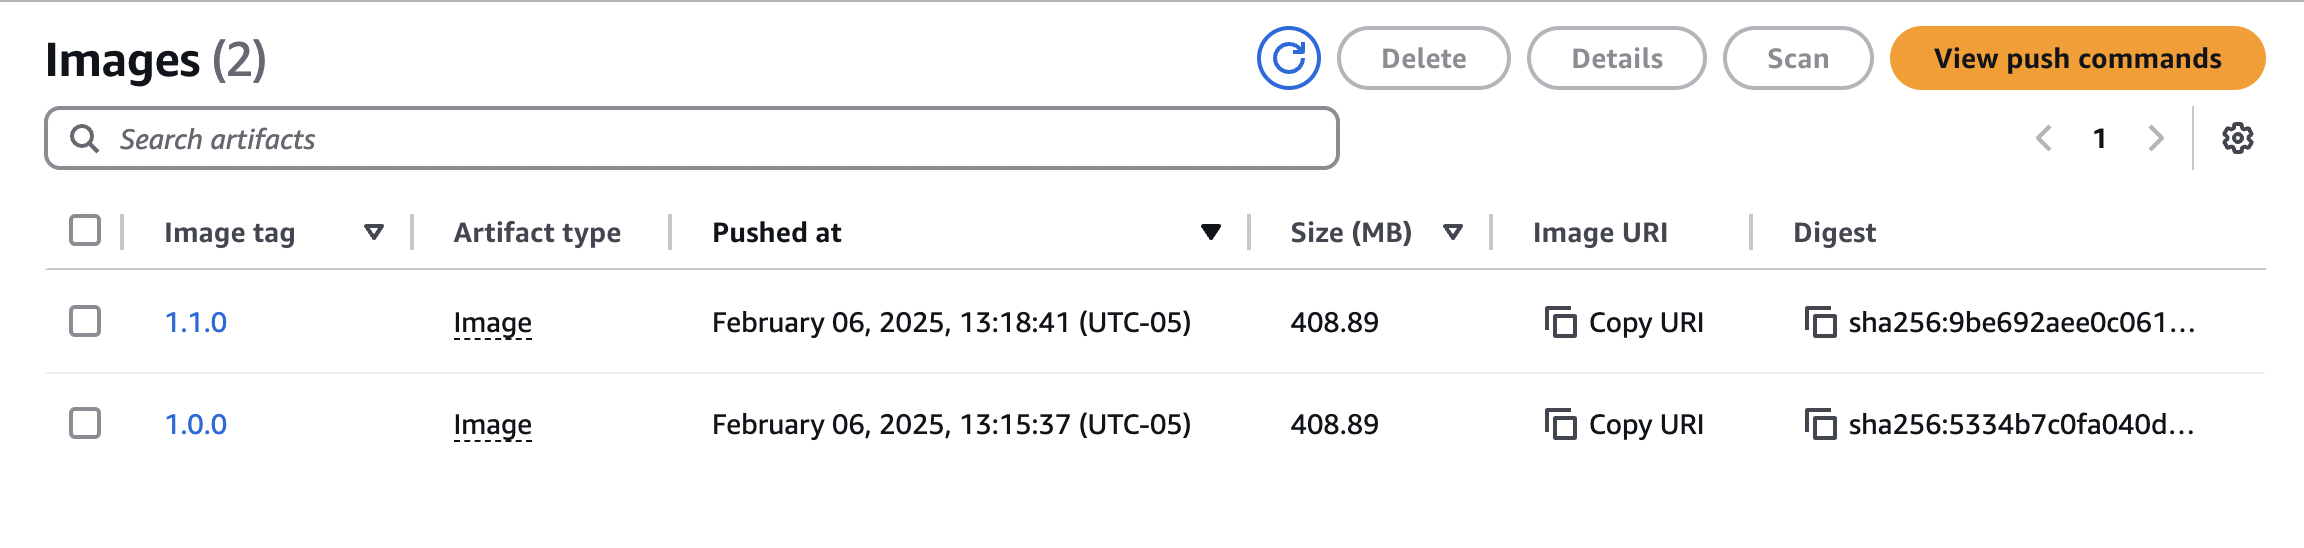 Images (2)
Delete
Details
Scan
View push commands
Search artifacts
1
Image tag
Artifact type
Pushed at
Size (MB)
Image URI
Digest
1.1.0
Image
February 06, 2025, 13:18:41 (UTC-05)
408.89
Copy URI
sha256:9be692aee0c061...
1.0.0
Image
February 06, 2025, 13:15:37 (UTC-05)
408.89
Copy URI
sha256:5334b7c0fa040d...